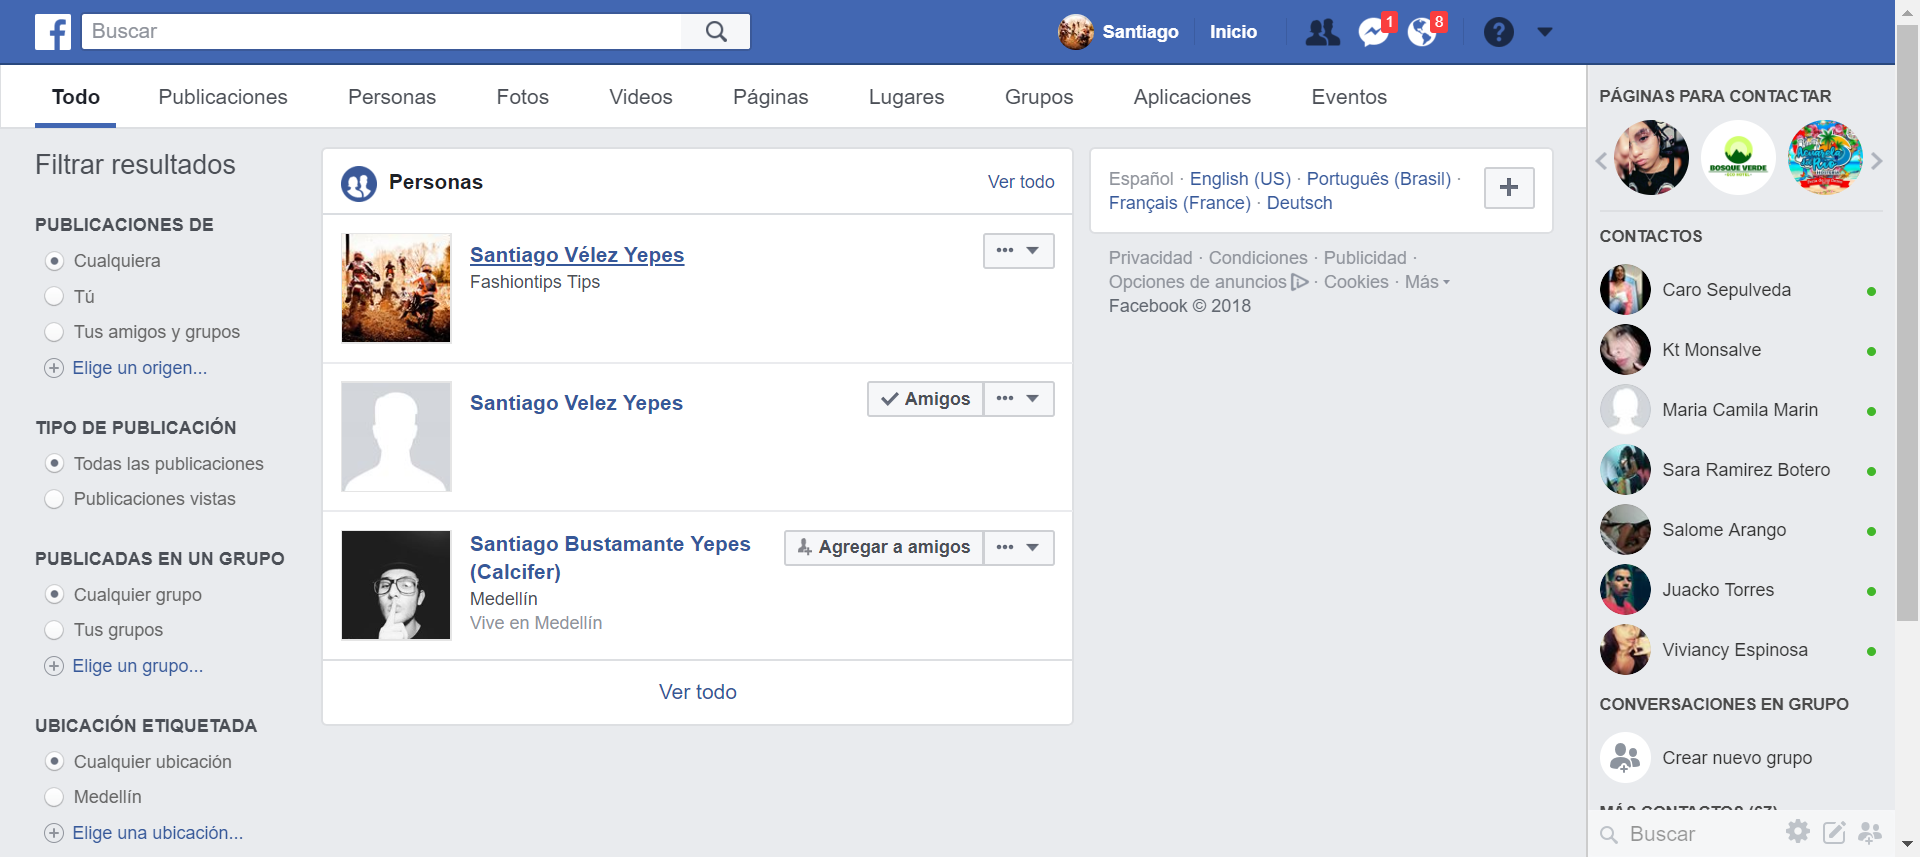 f
Buscar
Santiago
Inicio
1
8
?
Todo
Publicaciones
Personas
Fotos
Videos
Páginas
Lugares
Grupos
Aplicaciones
Eventos
Filtrar resultados
PUBLICACIONES DE
Cualquiera
Tú
Tus amigos y grupos
Elige un origen...
TIPO DE PUBLICACIÓN
Todas las publicaciones
Publicaciones vistas
PUBLICADAS EN UN GRUPO
Cualquier grupo
Tus grupos
Elige un grupo...
UBICACIÓN ETIQUETADA
Cualquier ubicación
Medellín
Elige una ubicación...
Personas
Ver todo
Santiago Vélez Yepes
Fashiontips Tips
Santiago Velez Yepes
Amigos
Santiago Bustamante Yepes
(Calcifer)
Medellín
Vive en Medellín
Agregar a amigos
Ver todo
Español · English (US) · Português (Brasil) ·
Français (France) · Deutsch
Privacidad · Condiciones · Publicidad ·
Opciones de anuncios · Cookies · Más
Facebook © 2018
PÁGINAS PARA CONTACTAR
BOSQUE VERDE
CONTACTOS
Caro Sepulveda
Kt Monsalve
Maria Camila Marin
Sara Ramirez Botero
Salome Arango
Juacko Torres
Viviancy Espinosa
CONVERSACIONES EN GRUPO
Crear nuevo grupo
MÁS CONTACTOS (67)
Buscar